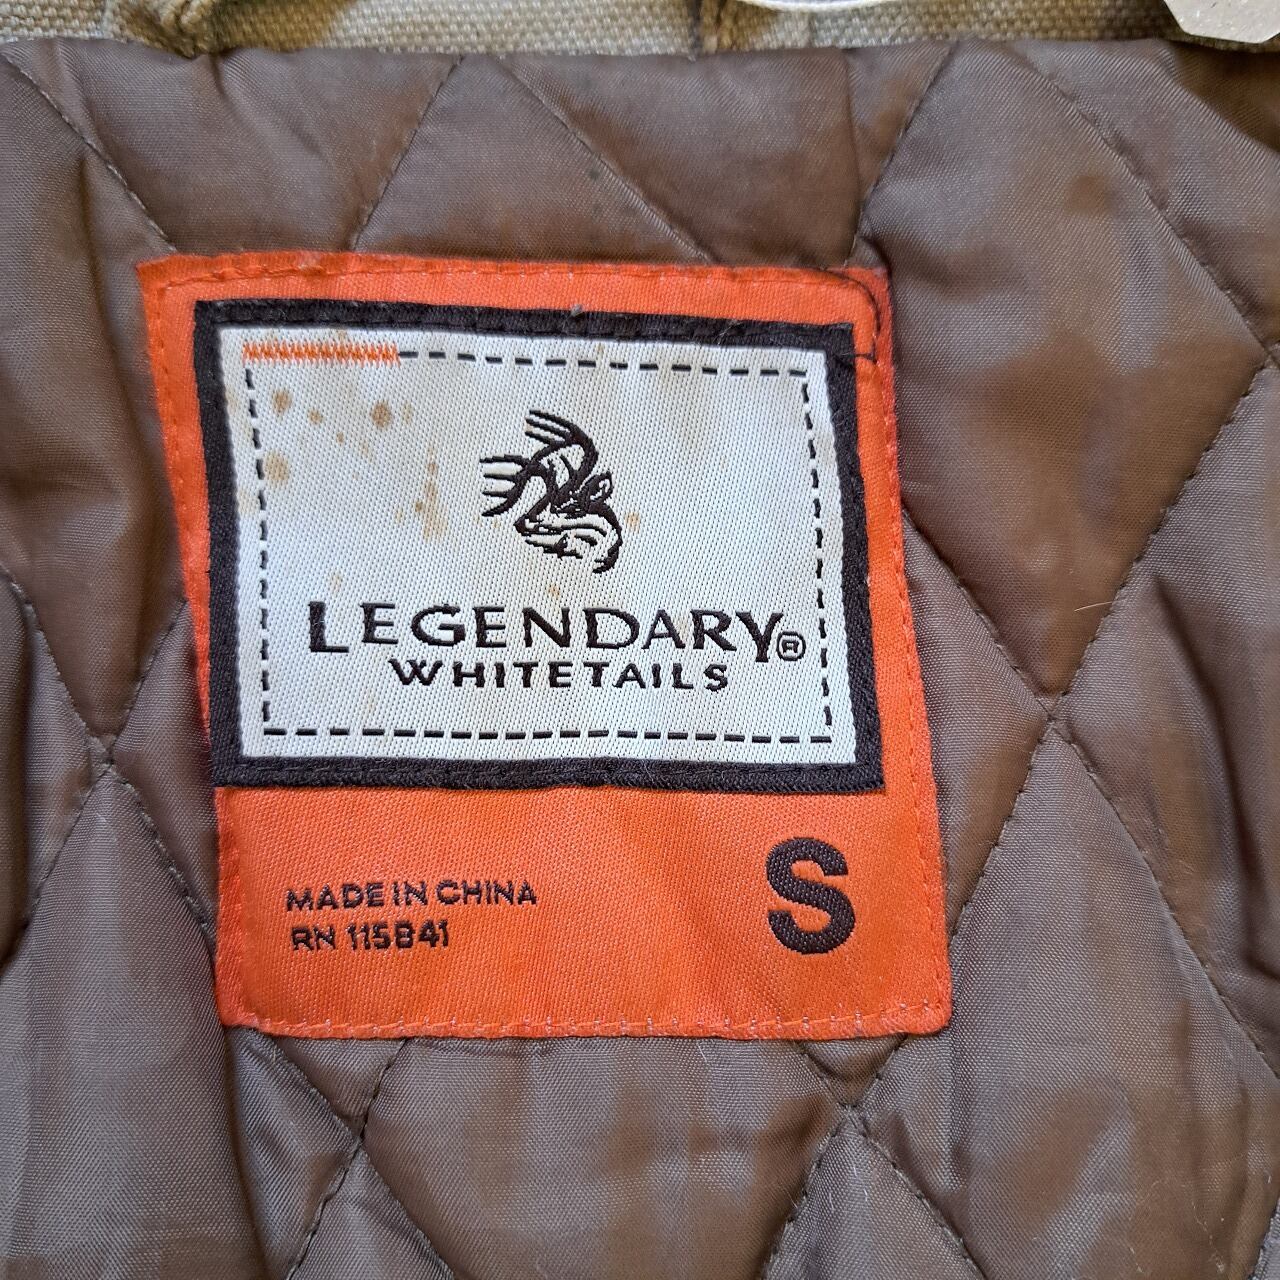 LEGENDARY®
WHITETAILS
MADE IN CHINA
RN 115841
S